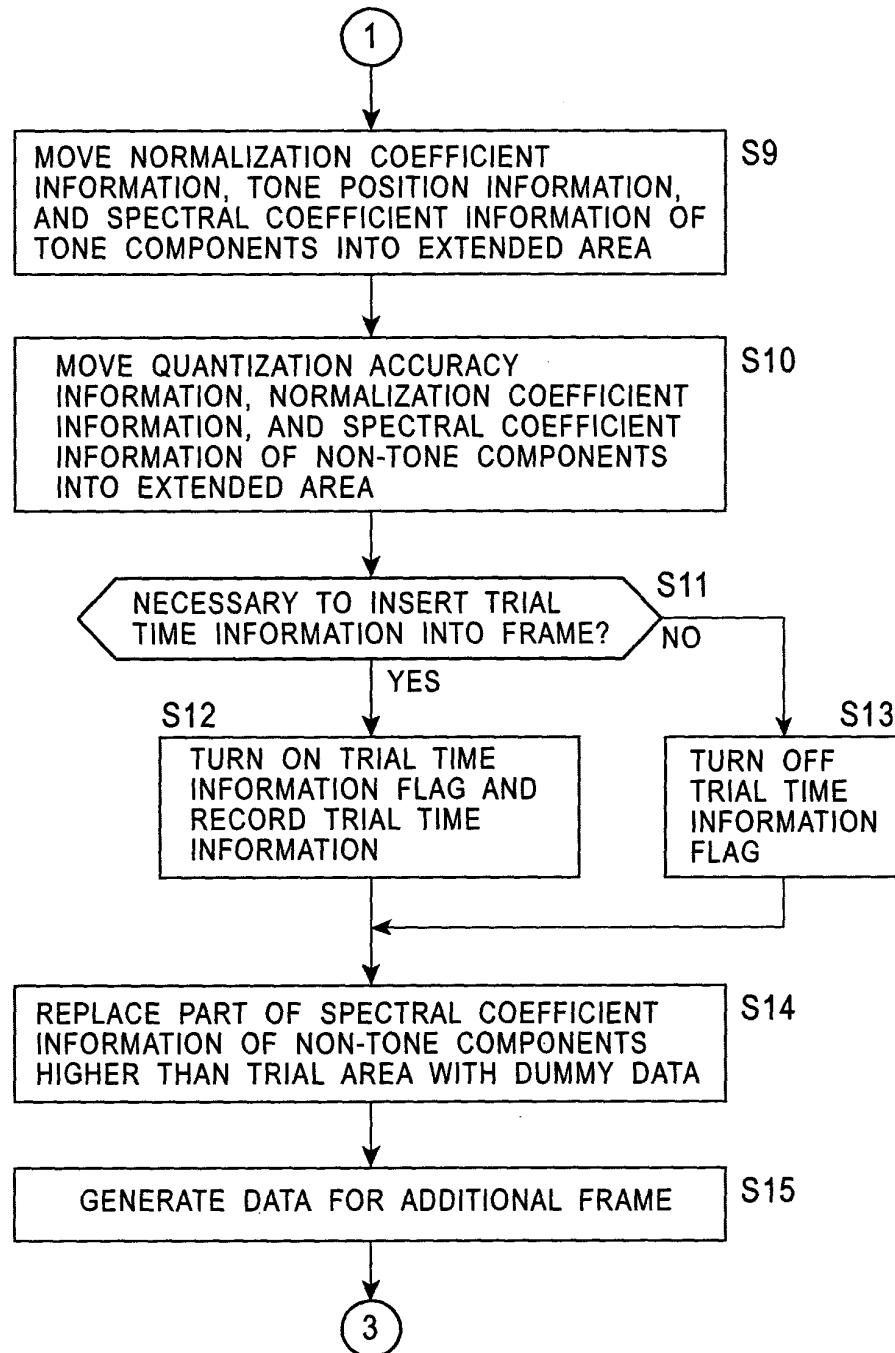 1
MOVE NORMALIZATION COEFFICIENT
INFORMATION, TONE POSITION INFORMATION,
AND SPECTRAL COEFFICIENT INFORMATION OF
TONE COMPONENTS INTO EXTENDED AREA
S9
MOVE QUANTIZATION ACCURACY
INFORMATION, NORMALIZATION COEFFICIENT
INFORMATION, AND SPECTRAL COEFFICIENT
INFORMATION OF NON-TONE COMPONENTS
INTO EXTENDED AREA
S10
NECESSARY TO INSERT TRIAL
TIME INFORMATION INTO FRAME?
S11
NO
YES
S12
TURN ON TRIAL TIME
INFORMATION FLAG AND
RECORD TRIAL TIME
INFORMATION
S13
TURN OFF
TRIAL TIME
INFORMATION
FLAG
REPLACE PART OF SPECTRAL COEFFICIENT
INFORMATION OF NON-TONE COMPONENTS
HIGHER THAN TRIAL AREA WITH DUMMY DATA
S14
GENERATE DATA FOR ADDITIONAL FRAME
S15
3